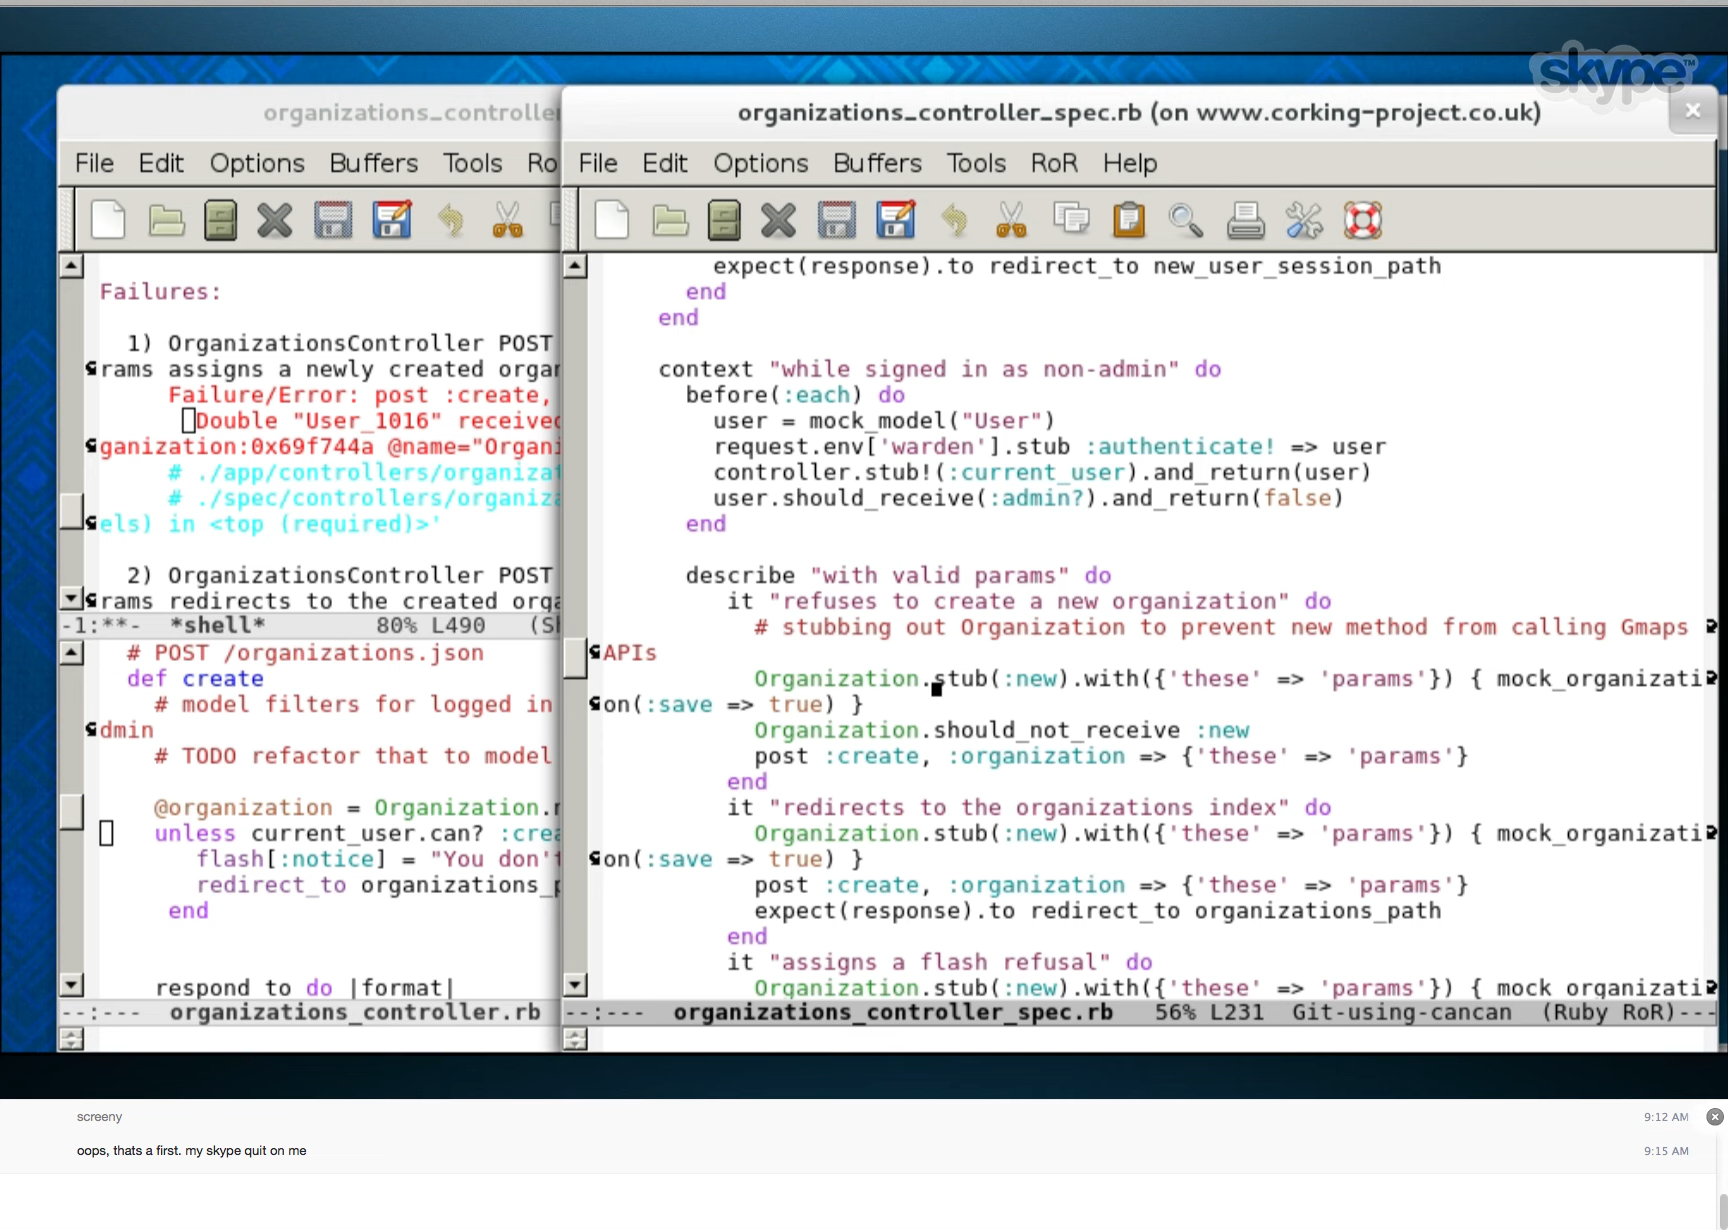 skype™
organizations_controlle
File Edit Options Buffers Tools Ro
Failures:
1) OrganizationsController POST
rams assigns a newly created organ
Failure/Error: post :create,
Double "User_1016" received
ganization:0x69f744a @name="Organi
# ./app/controllers/organizat
# ./spec/controllers/organiza
els) in <top (required)>'
2) OrganizationsController POST
rams redirects to the created orga
-1:**- *shell* 80% L490 (Sh
# POST /organizations.json
def create
# model filters for logged in
dmin
# TODO refactor that to model
@organization = Organization.n
unless current_user.can? :crea
flash[:notice] = "You don't
redirect_to organizations_p
end
respond to do |format|
--:--- organizations_controller.rb
organizations_controller_spec.rb (on www.corking-project.co.uk)
File Edit Options Buffers Tools RoR Help
expect(response).to redirect_to new_user_session_path
end
end
context "while signed in as non-admin" do
before(:each) do
user = mock_model("User")
request.env['warden'].stub :authenticate! => user
controller.stub!(:current_user).and_return(user)
user.should_receive(:admin?).and_return(false)
end
describe "with valid params" do
it "refuses to create a new organization" do
# stubbing out Organization to prevent new method from calling Gmaps
APIs
Organization.stub(:new).with({'these' => 'params'}) { mock_organizati
on(:save => true) }
Organization.should_not_receive :new
post :create, :organization => {'these' => 'params'}
end
it "redirects to the organizations index" do
Organization.stub(:new).with({'these' => 'params'}) { mock_organizati
on(:save => true) }
post :create, :organization => {'these' => 'params'}
expect(response).to redirect_to organizations_path
end
it "assigns a flash refusal" do
Organization.stub(:new).with({'these' => 'params'}) { mock organizati
--:--- organizations_controller_spec.rb 56% L231 Git-using-cancan (Ruby RoR)---
screeny 9:12 AM
oops, thats a first. my skype quit on me 9:15 AM